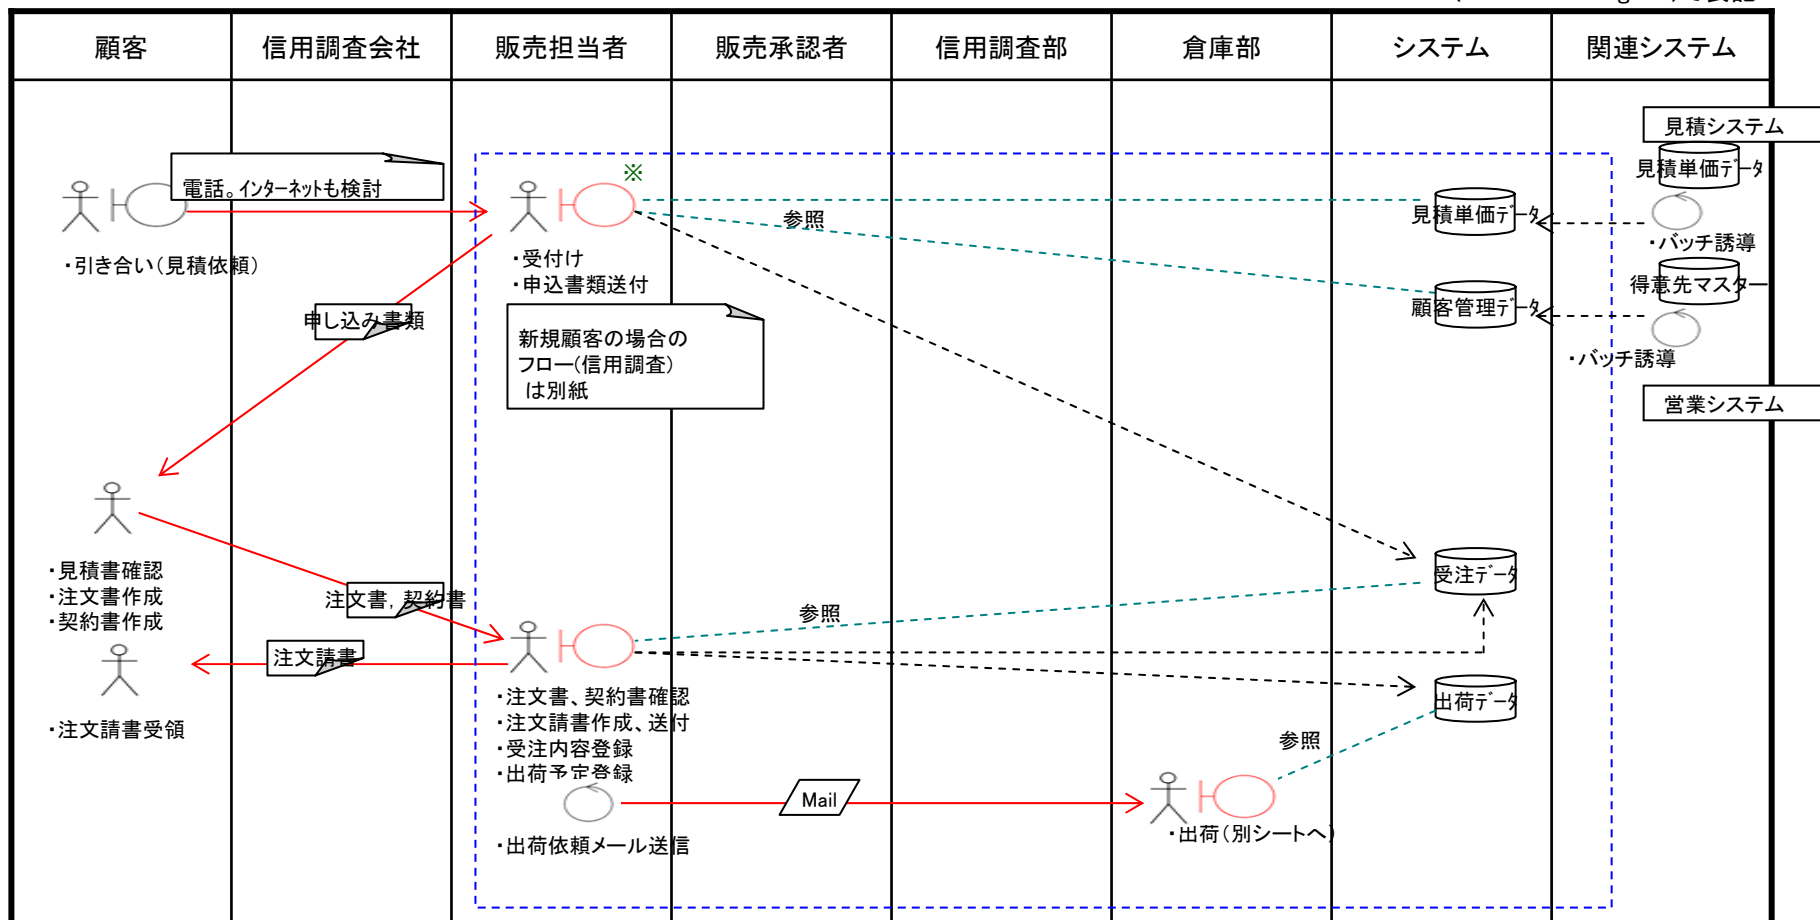 顧客
信用調査会社
販売担当者
販売承認者
信用調査部
倉庫部
システム
関連システム
見積システム
見積単価データ
電話。インターネットも検討
※
見積単価データ
参照
・バッチ誘導
・引き合い（見積依頼）
・受付け
・申込書類送付
得意先マスター
顧客管理データ
申し込み書類
新規顧客の場合の
フロー(信用調査)
は別紙
・バッチ誘導
営業システム
・見積書確認
・注文書作成
・契約書作成
注文書，契約書
受注データ
参照
注文請書
・注文請書受領
・注文書、契約書確認
・注文請書作成、送付
・受注内容登録
・出荷予定登録
出荷データ
参照
Mail
・出荷依頼メール送信
・出荷（別シートへ）